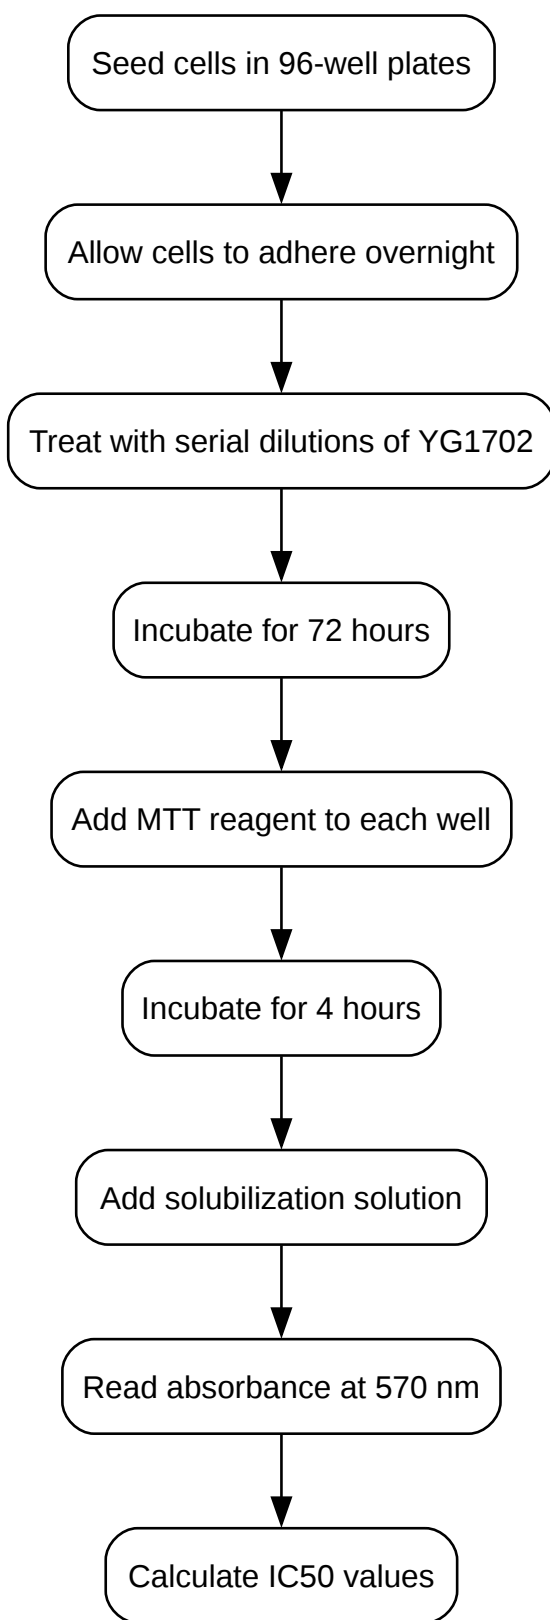 Seed cells in 96-well plates
Allow cells to adhere overnight
Treat with serial dilutions of YG1702
Incubate for 72 hours
Add MTT reagent to each well
Incubate for 4 hours
Add solubilization solution
Read absorbance at 570 nm
Calculate IC50 values